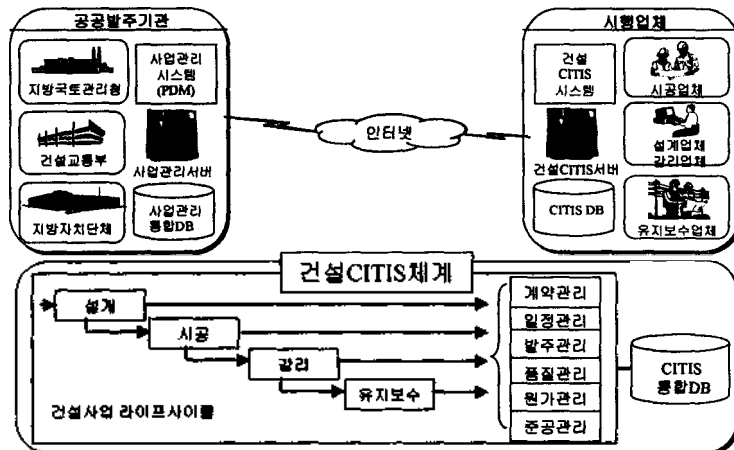 공공발주기관
지방국토관리청
건설교통부
지방자치단체
사업관리
시스템
(PDM)
사업관리서버
사업관리
통합DB
인터넷
시행업체
건설
CITIS
시스템
건설CITIS서버
CITIS DB
시공업체
설계업체
감리업체
유지보수업체
건설CITIS체계
설계
시공
감리
유지보수
건설사업 라이프사이클
계약관리
일정관리
발주관리
품질관리
원가관리
준공관리
CITIS
통합DB